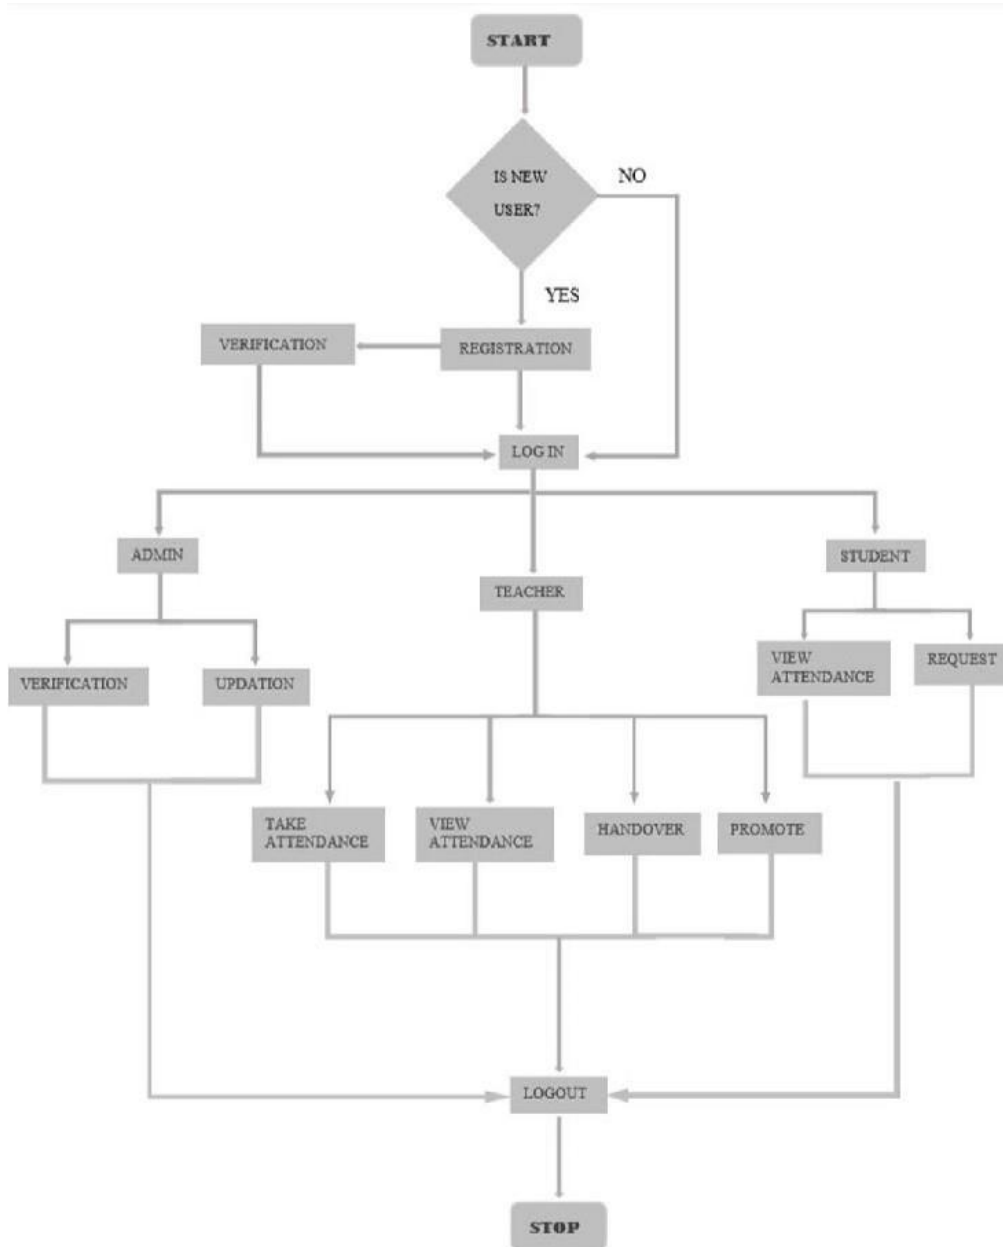 START
IS NEW
USER?
NO
YES
VERIFICATION
REGISTRATION
LOG IN
ADMIN
TEACHER
STUDENT
VERIFICATION
UPDATION
VIEW
ATTENDANCE
REQUEST
TAKE
ATTENDANCE
VIEW
ATTENDANCE
HANDOVER
PROMOTE
LOGOUT
STOP